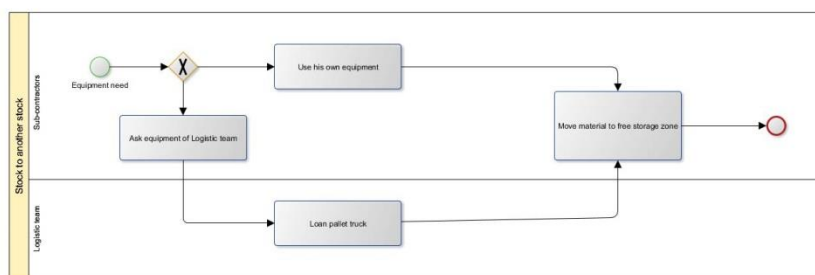 Stock to another stock
Sub-contractors
Equipment need
Use his own equipment
Ask equipment of Logistic team
Move material to free storage zone
Logistic team
Loan pallet truck